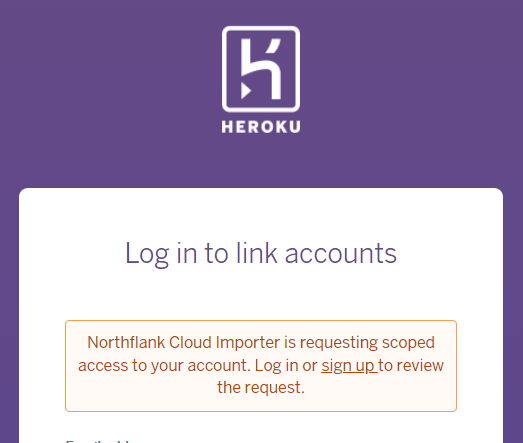 HEROKU
Log in to link accounts
Northflank Cloud Importer is requesting scoped
access to your account. Log in or sign up to review
the request.